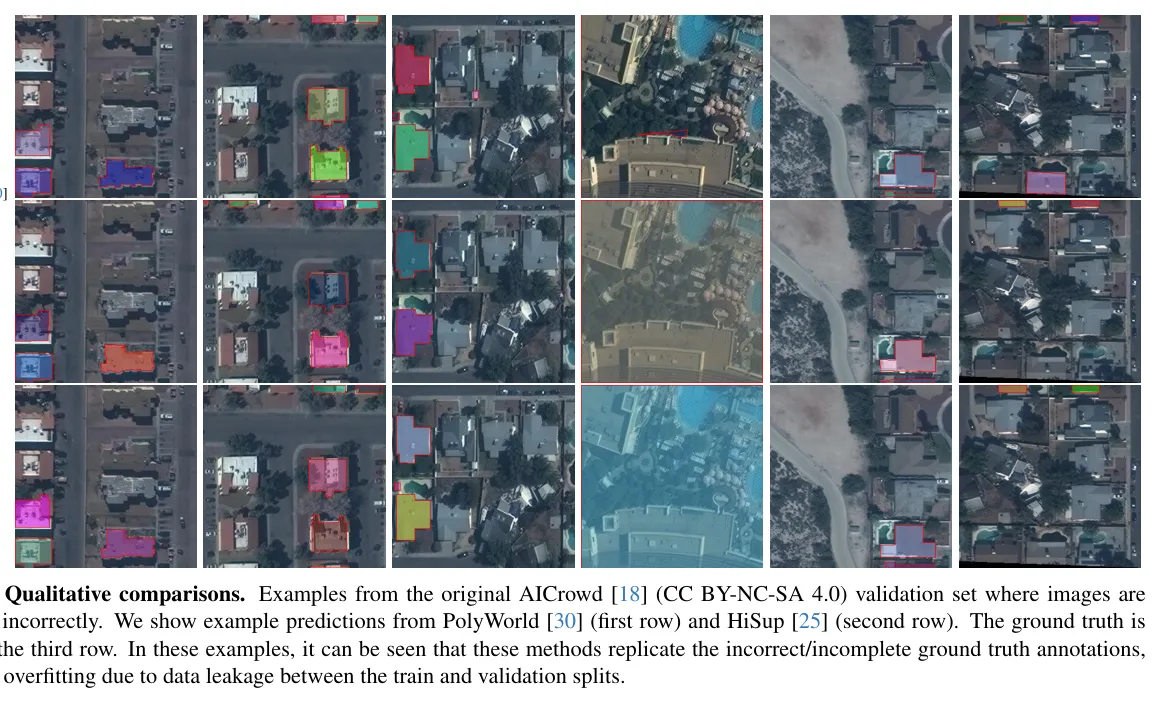 ]
Qualitative comparisons. Examples from the original AICrowd [18] (CC BY-NC-SA 4.0) validation set where images are
incorrectly. We show example predictions from PolyWorld [30] (first row) and HiSup [25] (second row). The ground truth is
the third row. In these examples, it can be seen that these methods replicate the incorrect/incomplete ground truth annotations,
overfitting due to data leakage between the train and validation splits.